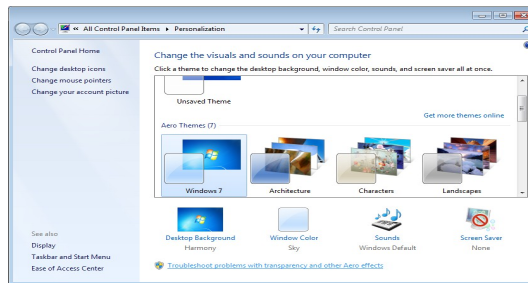 « All Control Panel Items ▸ Personalization
Search Control Panel
Control Panel Home
Change desktop icons
Change mouse pointers
Change your account picture
Change the visuals and sounds on your computer
Click a theme to change the desktop background, window color, sounds, and screen saver all at once.
Unsaved Theme
Get more themes online
Aero Themes (7)
Windows 7 Architecture Characters Landscapes
Desktop Background Window Color Sounds Screen Saver
Harmony Sky Windows Default None
Troubleshoot problems with transparency and other Aero effects
See also
Display
Taskbar and Start Menu
Ease of Access Center